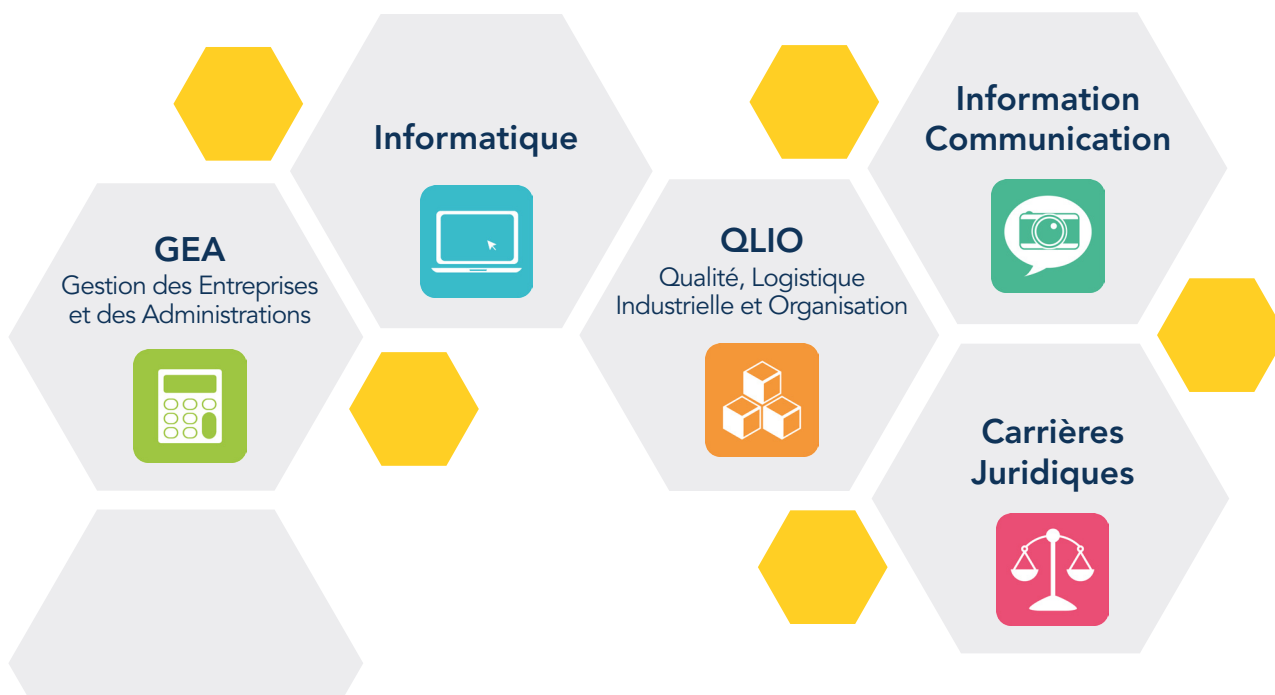 Informatique
Information
Communication
GEA
Gestion des Entreprises
et des Administrations
QLIO
Qualité, Logistique
Industrielle et Organisation
Carrières
Juridiques